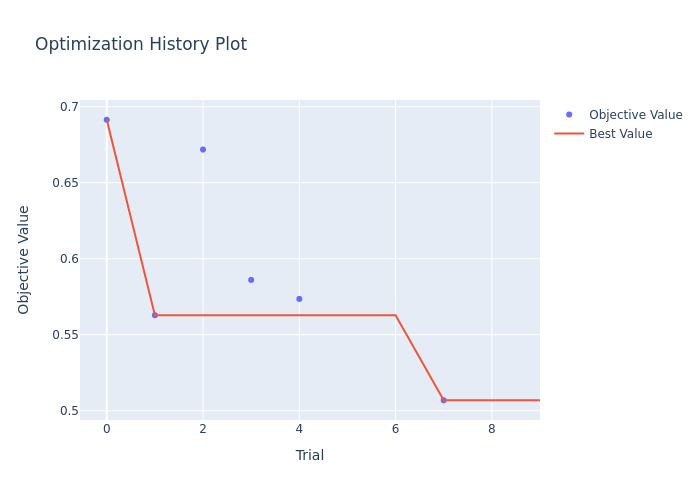 Optimization History Plot
Objective Value
Best Value
0.7
0.65
0.6
0.55
0.5
Objective Value
0 2 4 6 8
Trial